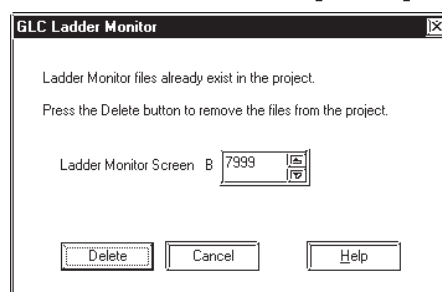 GLC Ladder Monitor
Ladder Monitor files already exist in the project.
Press the Delete button to remove the files from the project.
Ladder Monitor Screen B 7999
Delete Cancel Help